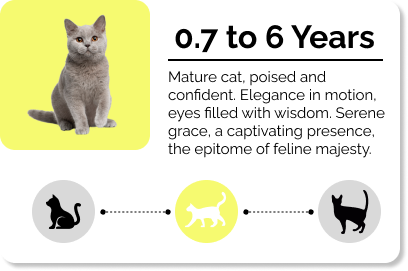 0.7 to 6 Years
Mature cat, poised and
confident. Elegance in motion,
eyes filled with wisdom. Serene
grace, a captivating presence,
the epitome of feline majesty.